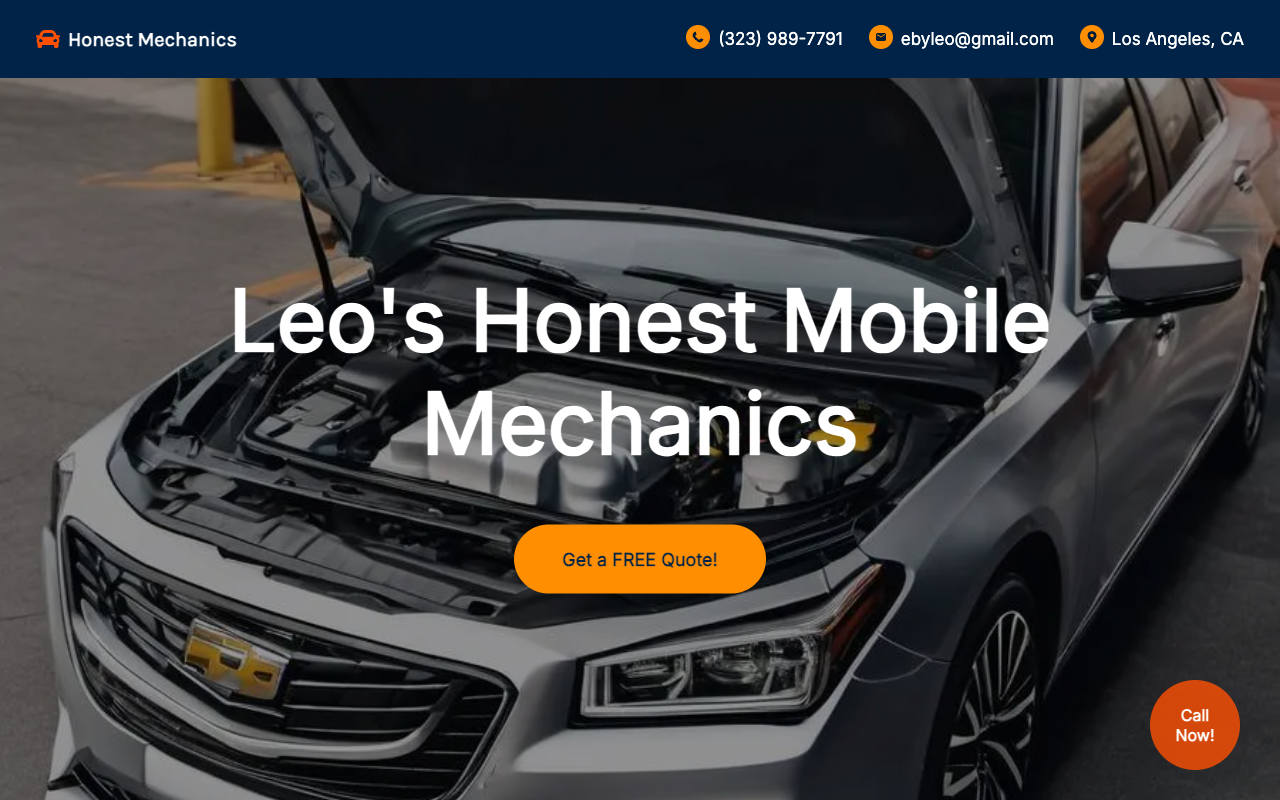 Honest Mechanics
(323) 989-7791
ebyleo@gmail.com
Los Angeles, CA
Leo's Honest Mobile
Mechanics
Get a FREE Quote!
Call
Now!